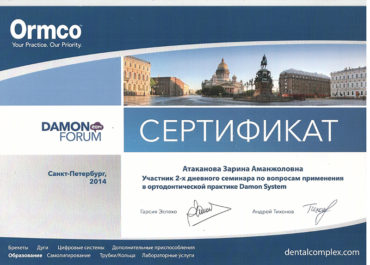 Ormco
Your Practice. Our Priority.
DAMON
FORUM
СЕРТИФИКАТ
Санкт-Петербург,
2014
Атаканова Зарина Аманжоловна
Участник 2-х дневного семинара по вопросам применения
в ортодонтической практике Damon System
Гарсия Эспехо
Андрей Тихонов
Брекеты Дуги Цифровые системы Дополнительные приспособления
Образование Самолигирование Трубки/Кольца Лабораторные услуги
dentalcomplex.com